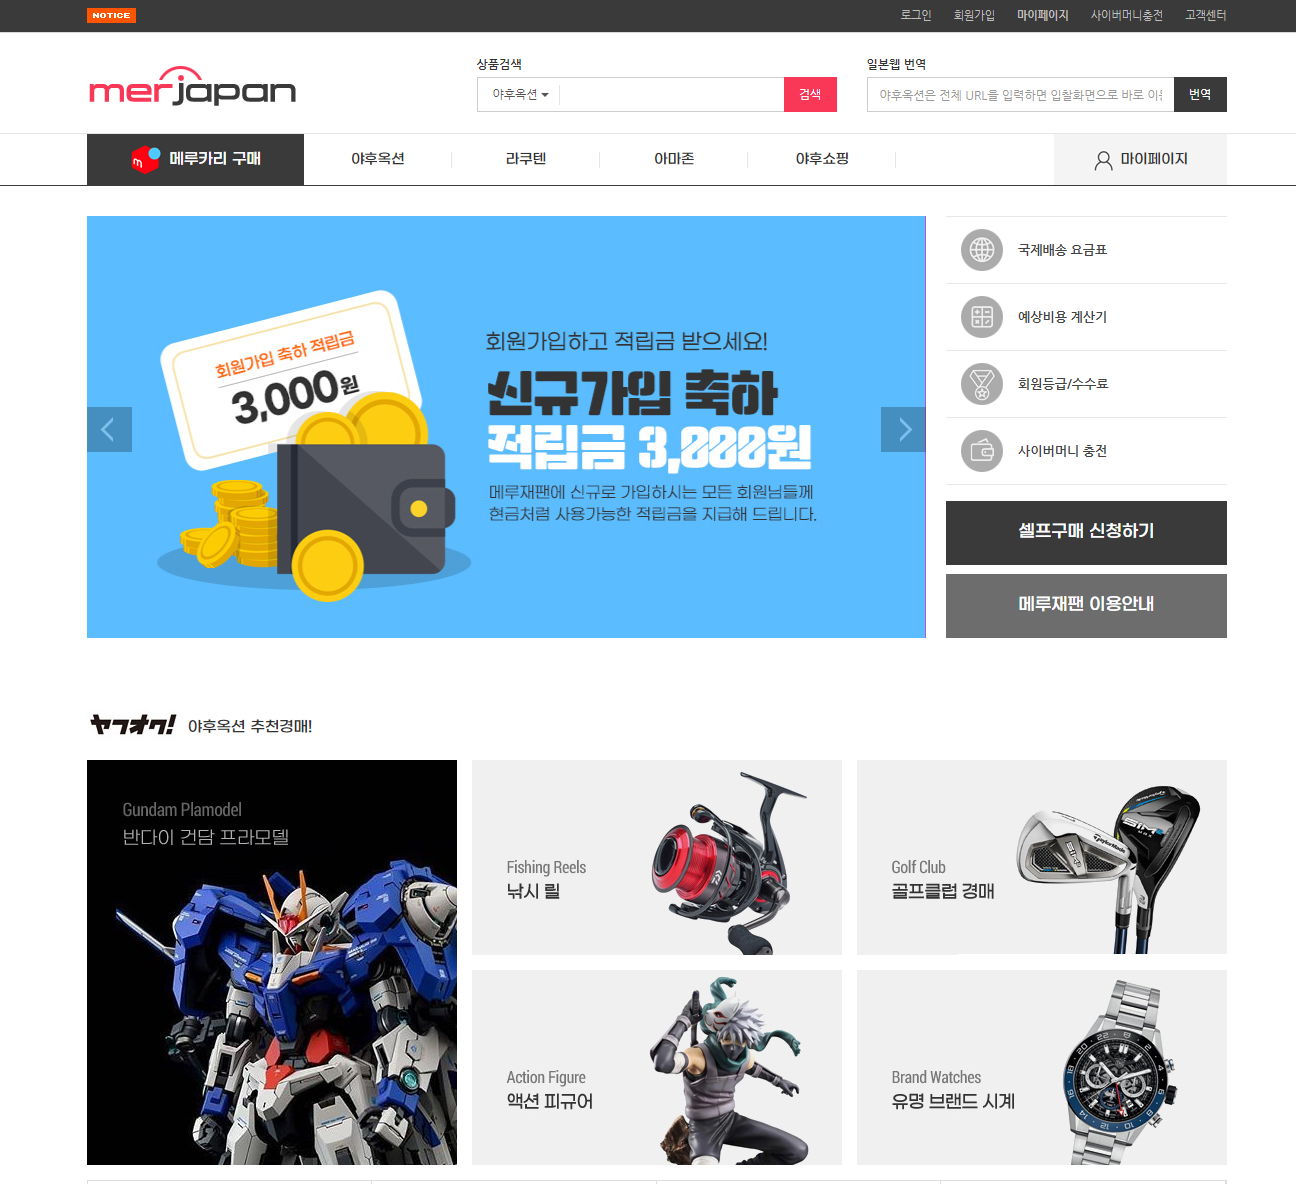 NOTICE
로그인
회원가입
마이페이지
사이버머니충전
고객센터
merjapan
상품검색
야후옥션
검색
일본웹 번역
야후옥션은 전체 URL을 입력하면 입찰화면으로 바로 이
번역
메루카리 구매
야후옥션
라쿠텐
아마존
야후쇼핑
마이페이지
회원가입 축하 적립금
3,000원
회원가입하고 적립금 받으세요!
신규가입 축하
적립금 3,000원
메루재팬에 신규로 가입하시는 모든 회원님들께
현금처럼 사용가능한 적립금을 지급해 드립니다.
국제배송 요금표
예상비용 계산기
회원등급/수수료
사이버머니 충전
셀프구매 신청하기
메루재팬 이용안내
ヤフオク! 야후옥션 추천경매!
Gundam Plamodel
반다이 건담 프라모델
Fishing Reels
낚시 릴
Golf Club
골프클럽 경매
TaylorMade
SIM2
SIM2
MAX
Action Figure
액션 피규어
Brand Watches
유명 브랜드 시계